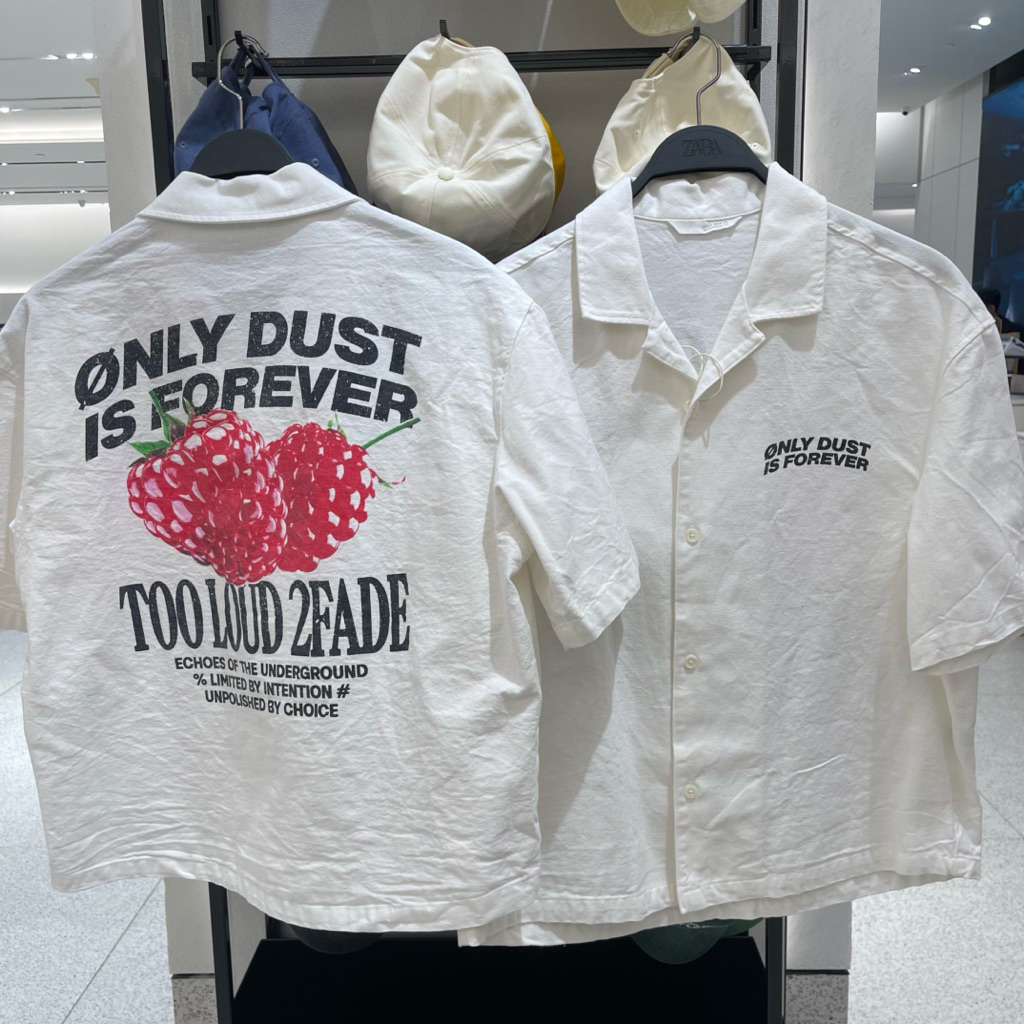 ØNLY DUST
IS FOREVER
TOO LOUD 2FADE
ECHOES OF THE UNDERGROUND
% LIMITED BY INTENTION #
UNPOLISHED BY CHOICE
ZARA
ØNLY DUST
IS FOREVER